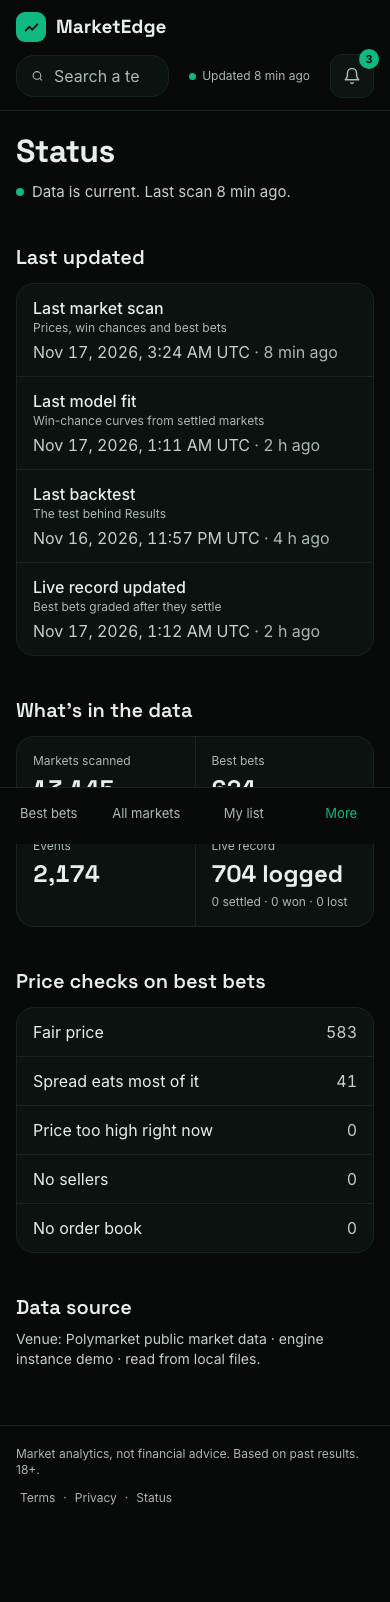 MarketEdge
Search a te
Updated 8 min ago
3
Status
Data is current. Last scan 8 min ago.
Last updated
Last market scan
Prices, win chances and best bets
Nov 17, 2026, 3:24 AM UTC · 8 min ago
Last model fit
Win-chance curves from settled markets
Nov 17, 2026, 1:11 AM UTC · 2 h ago
Last backtest
The test behind Results
Nov 16, 2026, 11:57 PM UTC · 4 h ago
Live record updated
Best bets graded after they settle
Nov 17, 2026, 1:12 AM UTC · 2 h ago
What's in the data
Markets scanned
Best bets
Best bets
All markets
My list
More
Events
2,174
Live record
704 logged
0 settled · 0 won · 0 lost
Price checks on best bets
Fair price 583
Spread eats most of it 41
Price too high right now 0
No sellers 0
No order book 0
Data source
Venue: Polymarket public market data · engine
instance demo · read from local files.
Market analytics, not financial advice. Based on past results.
18+.
Terms · Privacy · Status